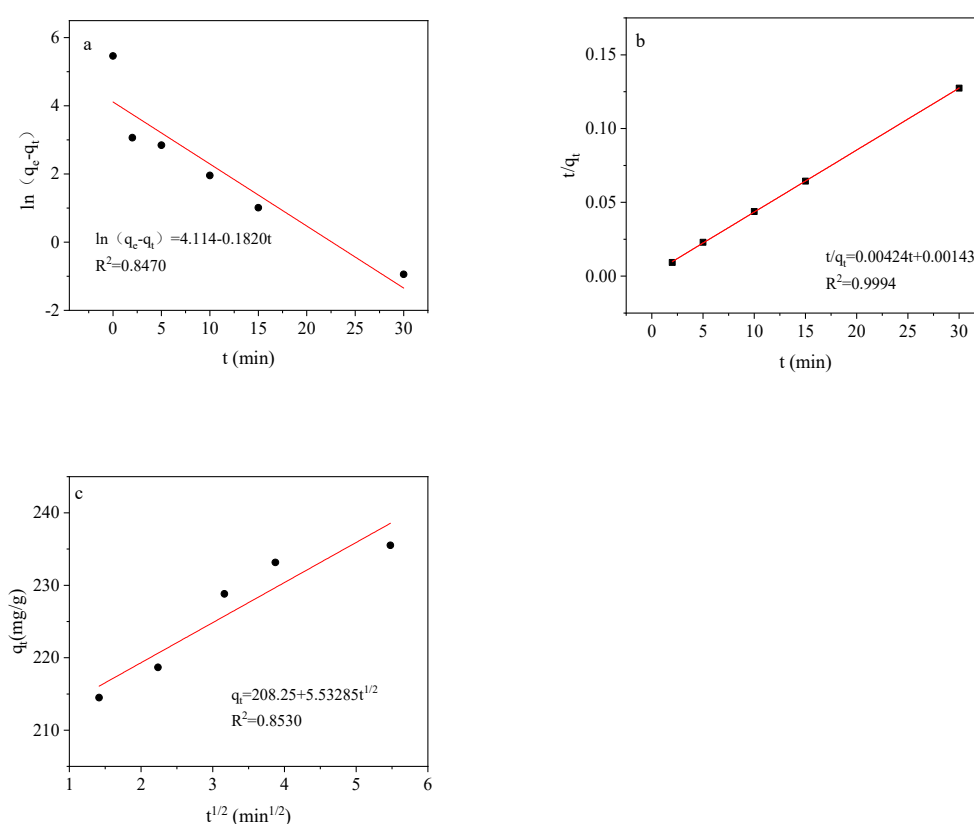 a
6
4
2
0
-2
ln（qₑ-qₜ）
ln（qₑ-qₜ）=4.114-0.1820t
R²=0.8470
0 5 10 15 20 25 30
t (min)
b
0.15
0.10
0.05
0.00
t/qₜ
t/qₜ=0.00424t+0.00143
R²=0.9994
0 5 10 15 20 25 30
t (min)
c
240
230
220
210
qₜ(mg/g)
qₜ=208.25+5.53285t¹/²
R²=0.8530
1 2 3 4 5 6
t¹/² (min¹/²)